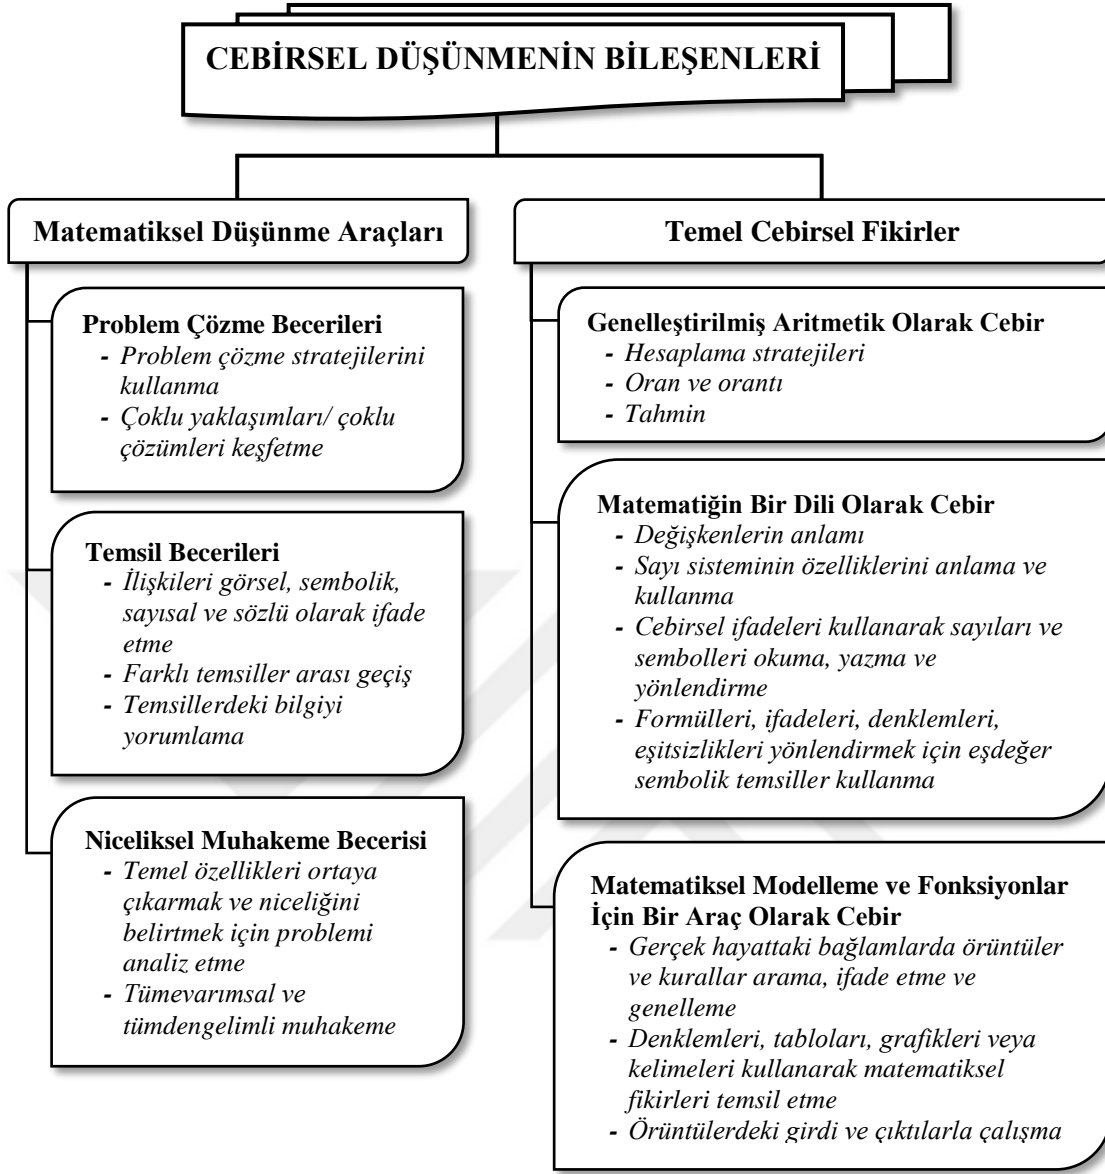 CEBİRSEL DÜŞÜNMENİN BİLEŞENLERİ
Matematiksel Düşünme Araçları
Problem Çözme Becerileri
- Problem çözme stratejilerini
kullanma
- Çoklu yaklaşımları/ çoklu
çözümleri keşfetme
Temsil Becerileri
- İlişkileri görsel, sembolik,
sayısal ve sözlü olarak ifade
etme
- Farklı temsiller arası geçiş
- Temsillerdeki bilgiyi
yorumlama
Niceliksel Muhakeme Becerisi
- Temel özellikleri ortaya
çıkarmak ve niceliğini
belirtmek için problemi
analiz etme
- Tümevarımsal ve
tümdengelimli muhakeme
Temel Cebirsel Fikirler
Genelleştirilmiş Aritmetik Olarak Cebir
- Hesaplama stratejileri
- Oran ve orantı
- Tahmin
Matematiğin Bir Dili Olarak Cebir
- Değişkenlerin anlamı
- Sayı sisteminin özelliklerini anlama ve
kullanma
- Cebirsel ifadeleri kullanarak sayıları ve
sembolleri okuma, yazma ve
yönlendirme
- Formülleri, ifadeleri, denklemleri,
eşitsizlikleri yönlendirmek için eşdeğer
sembolik temsiller kullanma
Matematiksel Modelleme ve Fonksiyonlar
İçin Bir Araç Olarak Cebir
- Gerçek hayattaki bağlamlarda örüntüler
ve kurallar arama, ifade etme ve
genelleme
- Denklemleri, tabloları, grafikleri veya
kelimeleri kullanarak matematiksel
fikirleri temsil etme
- Örüntülerdeki girdi ve çıktılarla çalışma